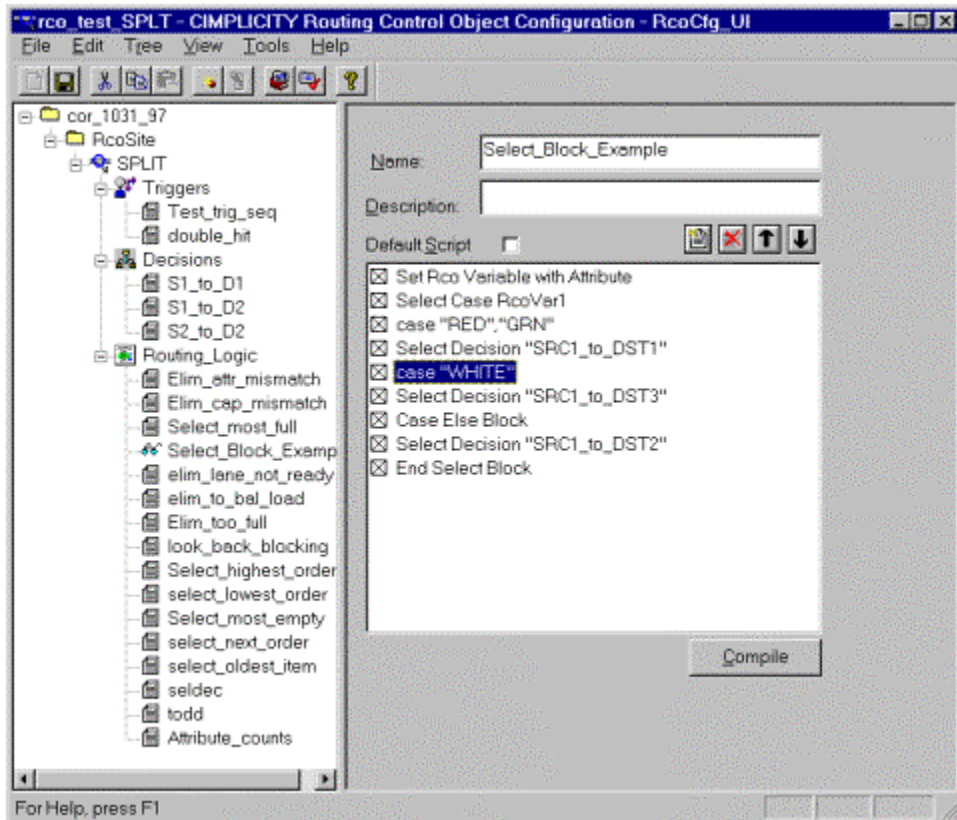 rco_test_SPLT - CIMPLICITY Routing Control Object Configuration - RcoCfg_UI
File Edit Tree View Tools Help
cor_1031_97
RcoSite
SPLIT
Triggers
Test_trig_seq
double_hit
Decisions
S1_to_D1
S1_to_D2
S2_to_D2
Routing_Logic
Elim_attr_mismatch
Elim_cap_mismatch
Select_most_full
Select_Block_Examp
elim_lane_not_ready
elim_to_bal_load
Elim_too_full
look_back_blocking
Select_highest_order
select_lowest_order
Select_most_empty
select_next_order
select_oldest_item
seldec
todd
Attribute_counts
Name: Select_Block_Example
Description:
Default Script
Set Rco Variable with Attribute
Select Case RcoVar1
case "RED","GRN"
Select Decision "SRC1_to_DST1"
case "WHITE"
Select Decision "SRC1_to_DST3"
Case Else Block
Select Decision "SRC1_to_DST2"
End Select Block
Compile
For Help, press F1